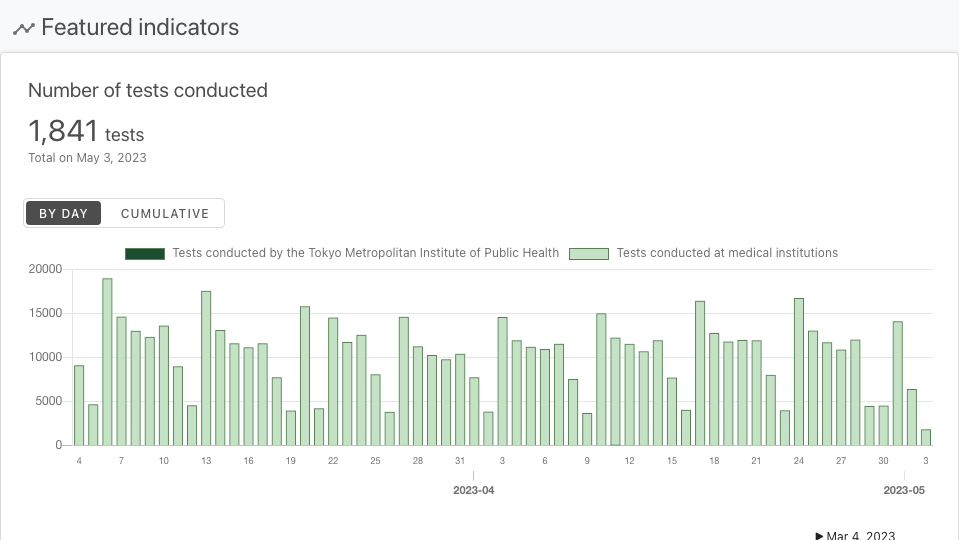 Featured indicators
Number of tests conducted
1,841 tests
Total on May 3, 2023
BY DAY CUMULATIVE
Tests conducted by the Tokyo Metropolitan Institute of Public Health Tests conducted at medical institutions
20000
15000
10000
5000
0
4 7 10 13 16 19 22 25 28 31 3 6 9 12 15 18 21 24 27 30 3
2023-04 2023-05
Mar 4, 2023